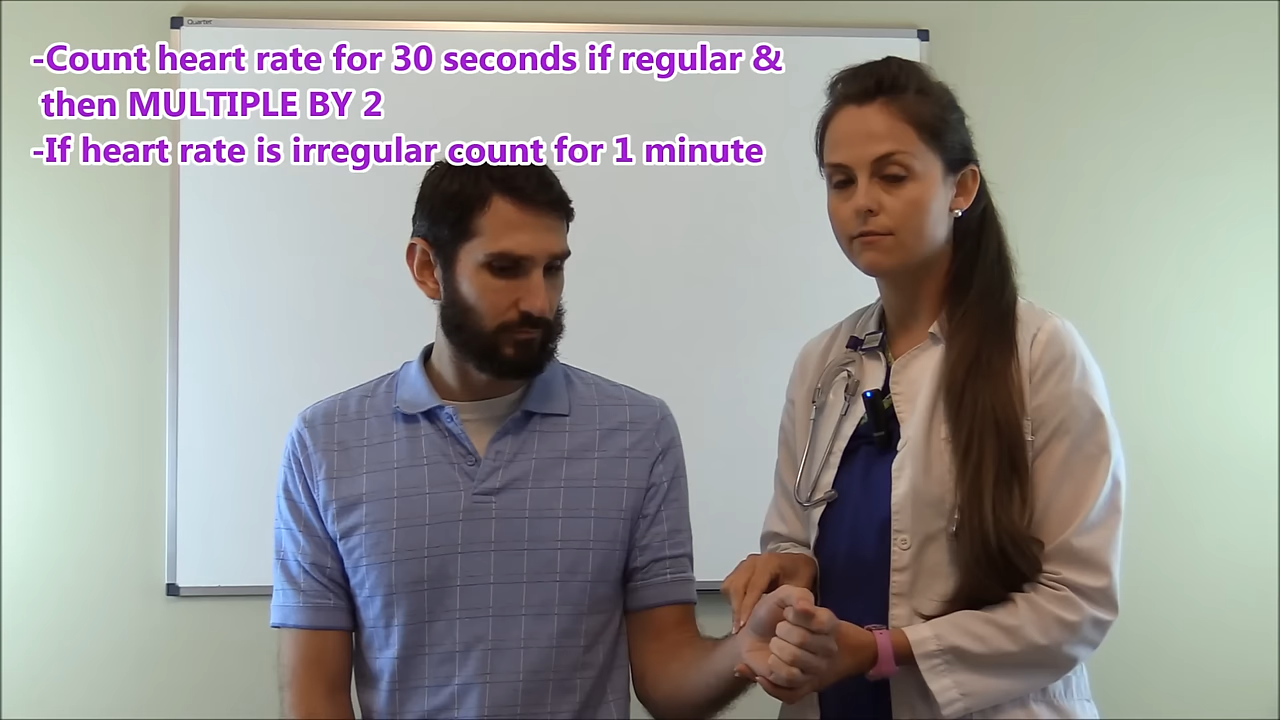 Quartet
-Count heart rate for 30 seconds if regular &
then MULTIPLE BY 2
-If heart rate is irregular count for 1 minute